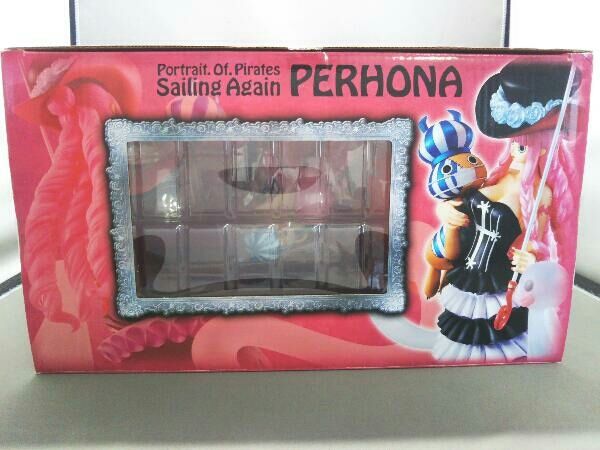 Portrait. Of. Pirates
Sailing Again PERHONA